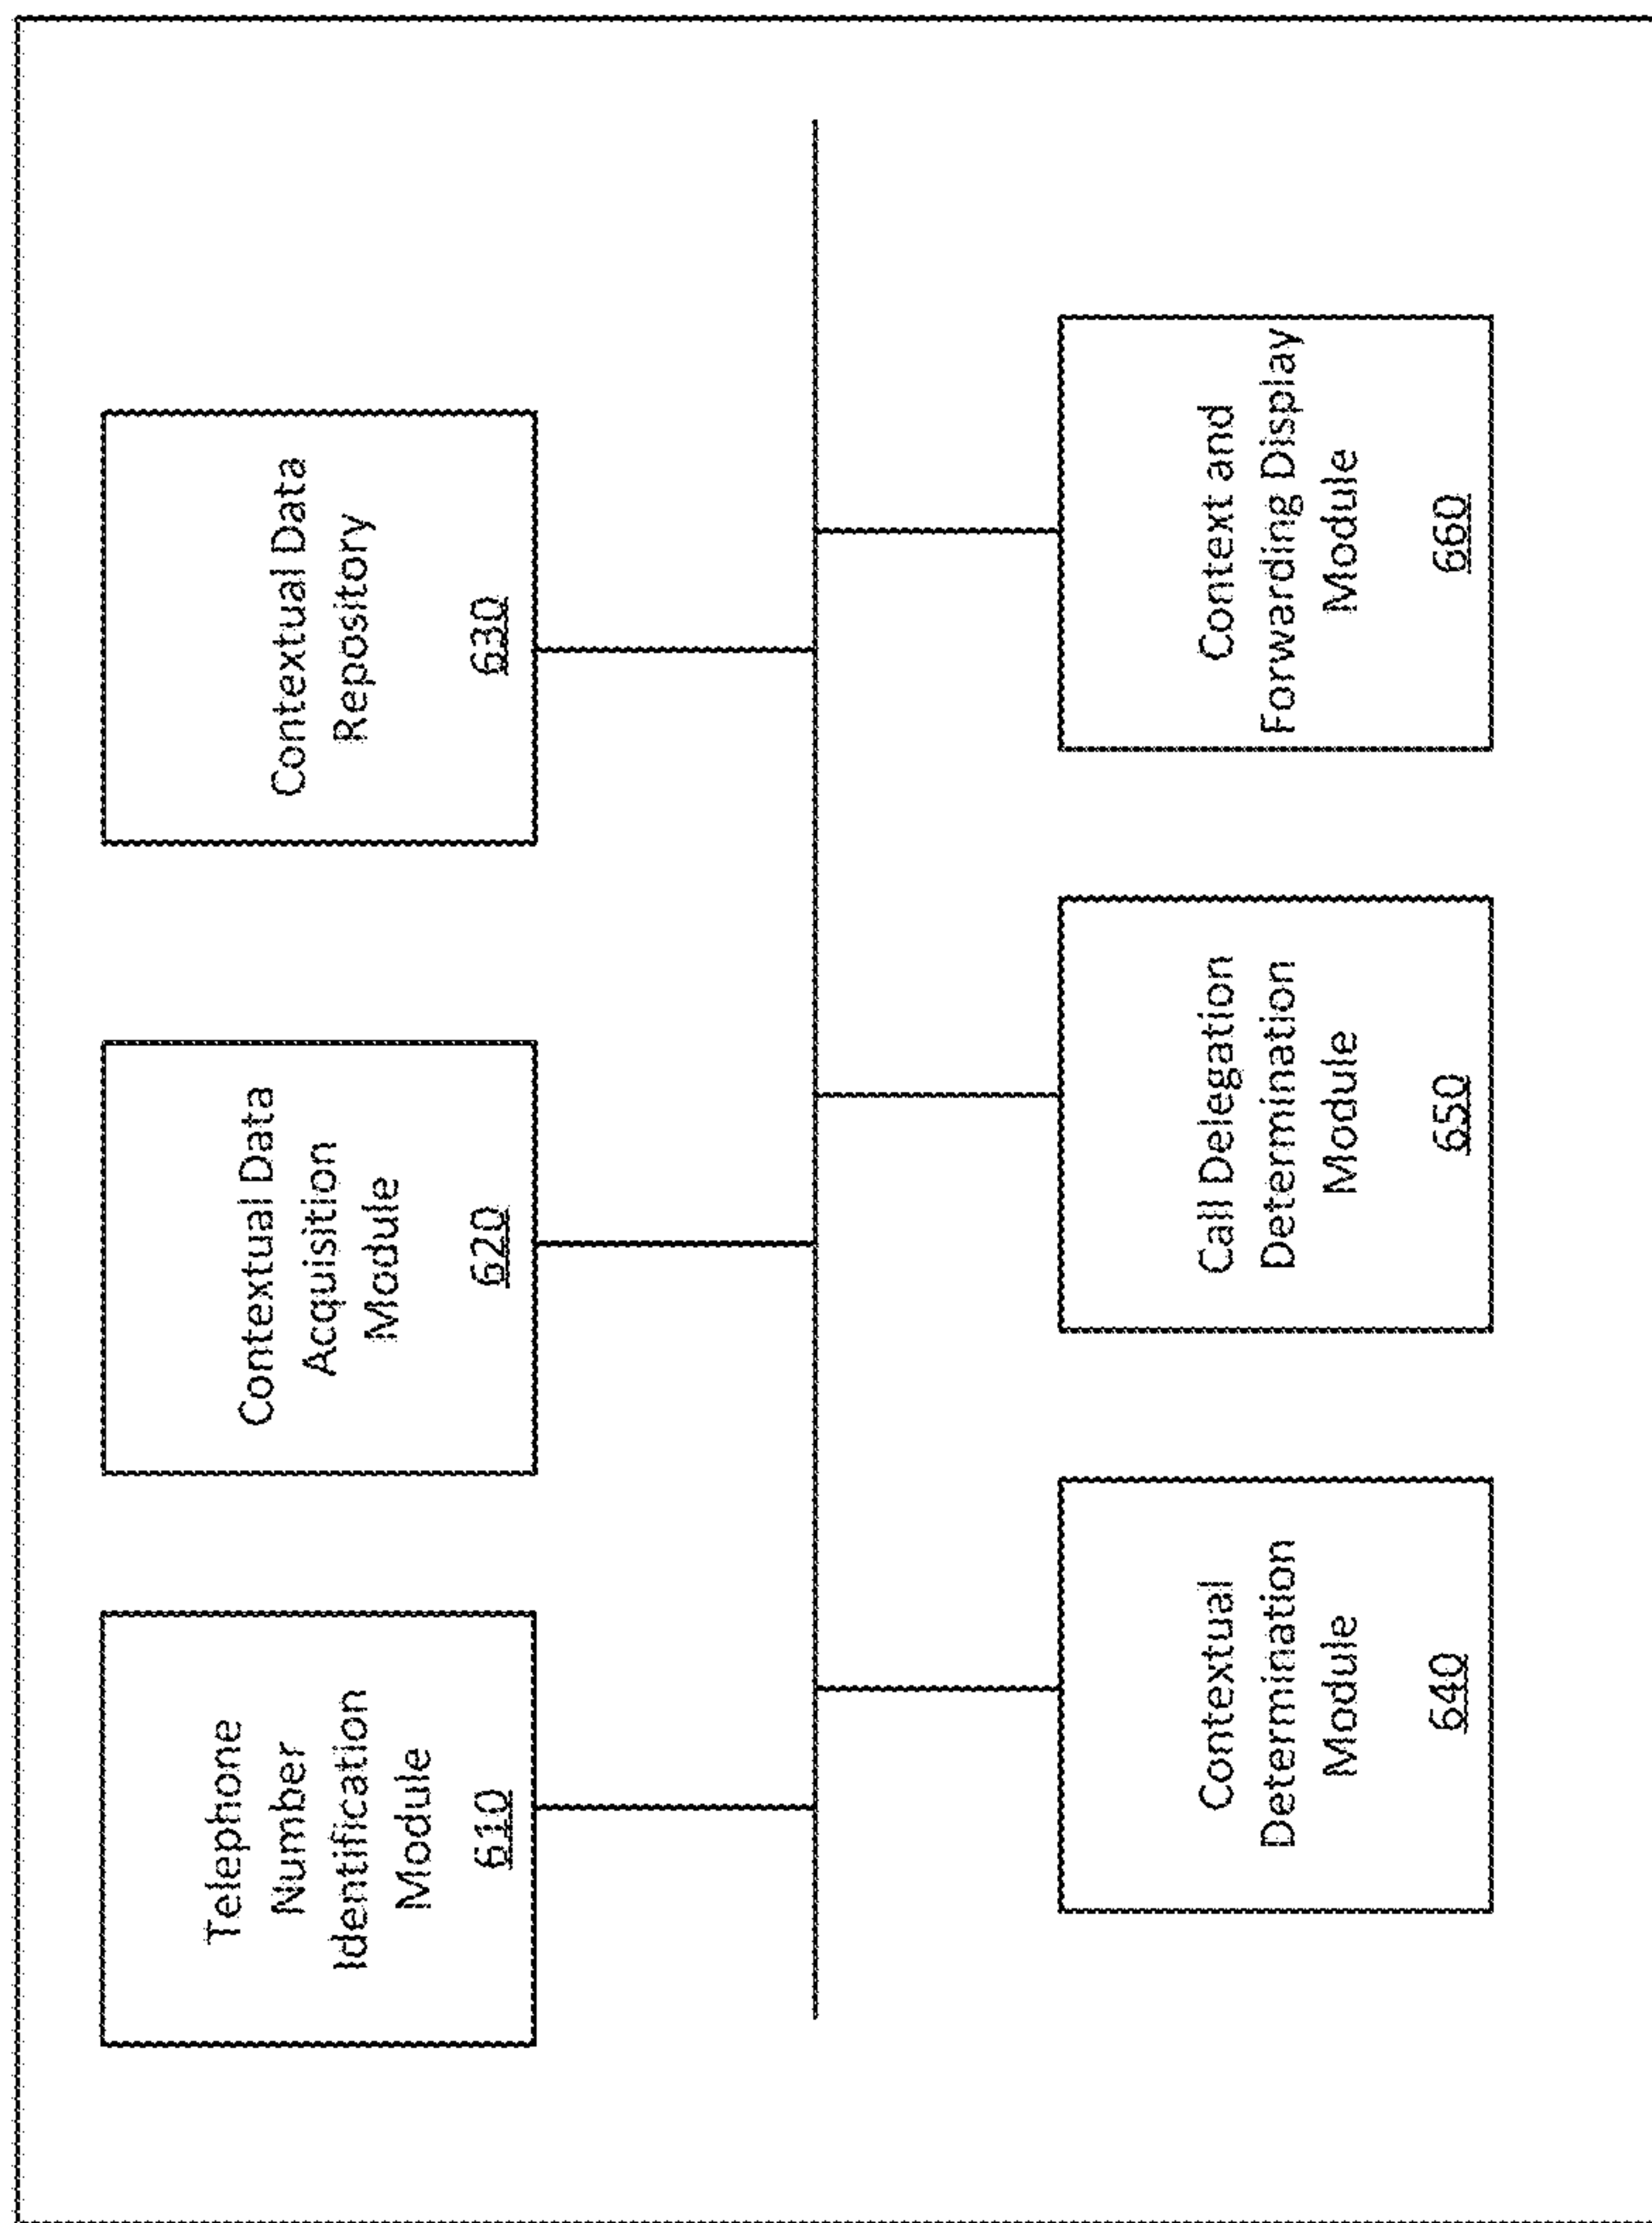 Telephone
Number
Identification
Module
610
Contextual Data
Acquisition
Module
620
Contextual Data
Repository
630
Contextual
Determination
Module
640
Call Delegation
Determination
Module
650
Context and
Forwarding Display
Module
660